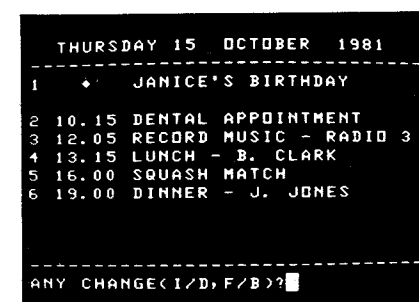 THURSDAY 15 OCTOBER 1981
1 JANICE'S BIRTHDAY
2 10.15 DENTAL APPOINTMENT
3 12.05 RECORD MUSIC - RADIO 3
4 13.15 LUNCH - B. CLARK
5 16.00 SQUASH MATCH
6 19.00 DINNER - J. JONES
ANY CHANGE(I/D,F/B)?